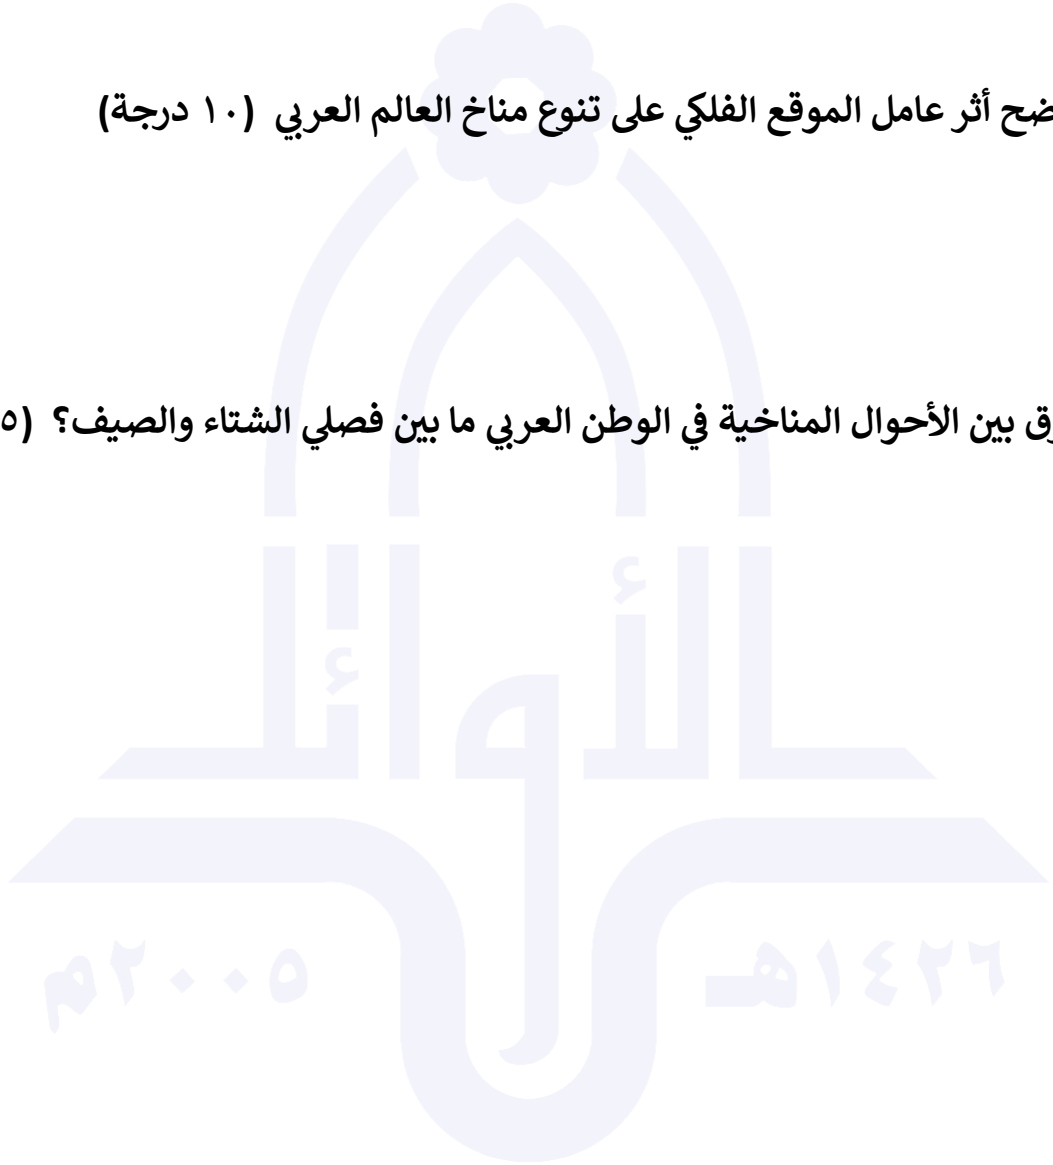 ضح أثر عامل الموقع الفلكي على تنوع مناخ العالم العربي (١٠ درجة)
ق بين الأحوال المناخية في الوطن العربي ما بين فصلي الشتاء والصيف؟ (٥
الأوائل
١٤٢٦هـ
٢٠٠٥م